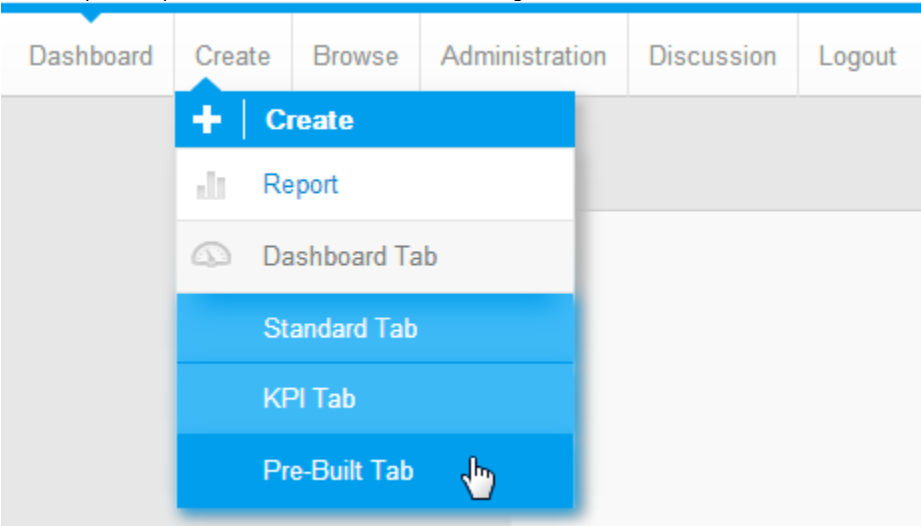 Dashboard Create Browse Administration Discussion Logout
Create
Report
Dashboard Tab
Standard Tab
KPI Tab
Pre-Built Tab